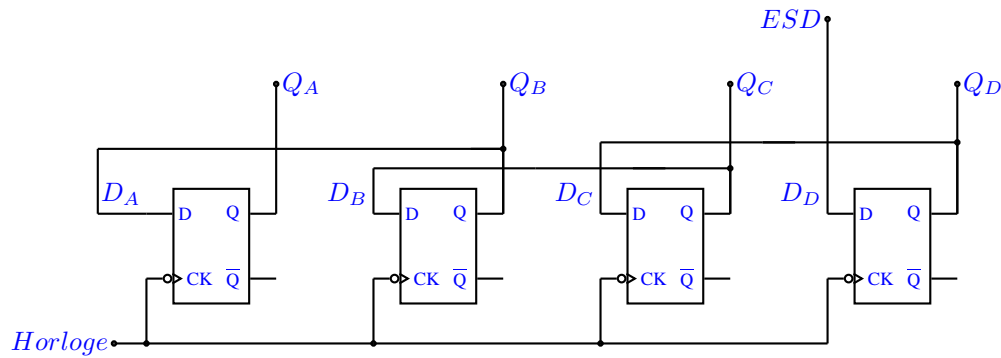 ESD
Q_A Q_B Q_C Q_D
D_A D_B D_C D_D
D Q D Q D Q D Q
CK Q̅ CK Q̅ CK Q̅ CK Q̅
Horloge